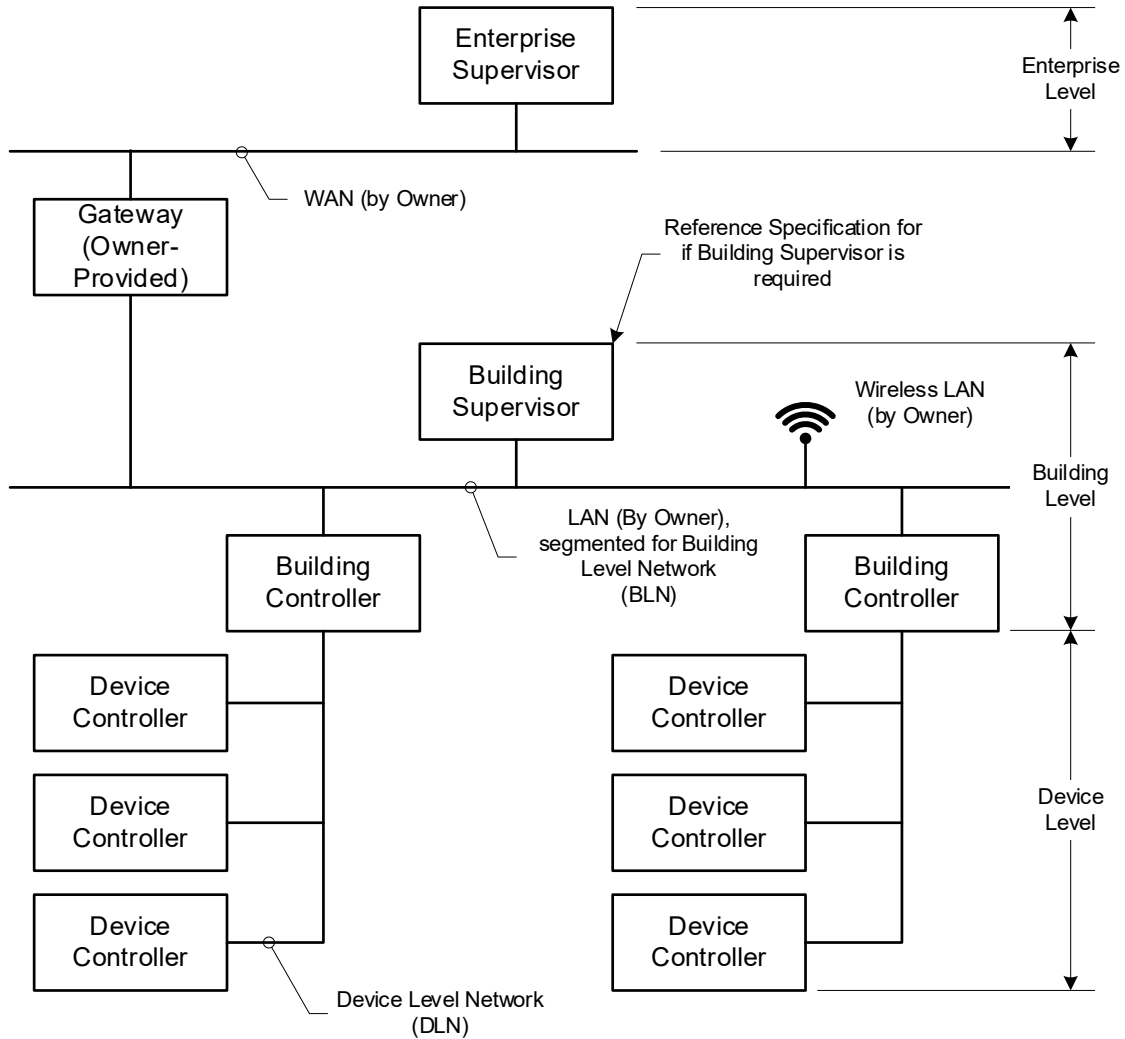 Enterprise
Supervisor
Enterprise
Level
WAN (by Owner)
Gateway
(Owner-
Provided)
Reference Specification for
if Building Supervisor is
required
Building
Supervisor
Wireless LAN
(by Owner)
Building
Level
LAN (By Owner),
segmented for Building
Level Network
(BLN)
Building
Controller
Building
Controller
Device
Controller
Device
Controller
Device
Controller
Device
Controller
Device
Level
Device
Controller
Device
Controller
Device Level Network
(DLN)